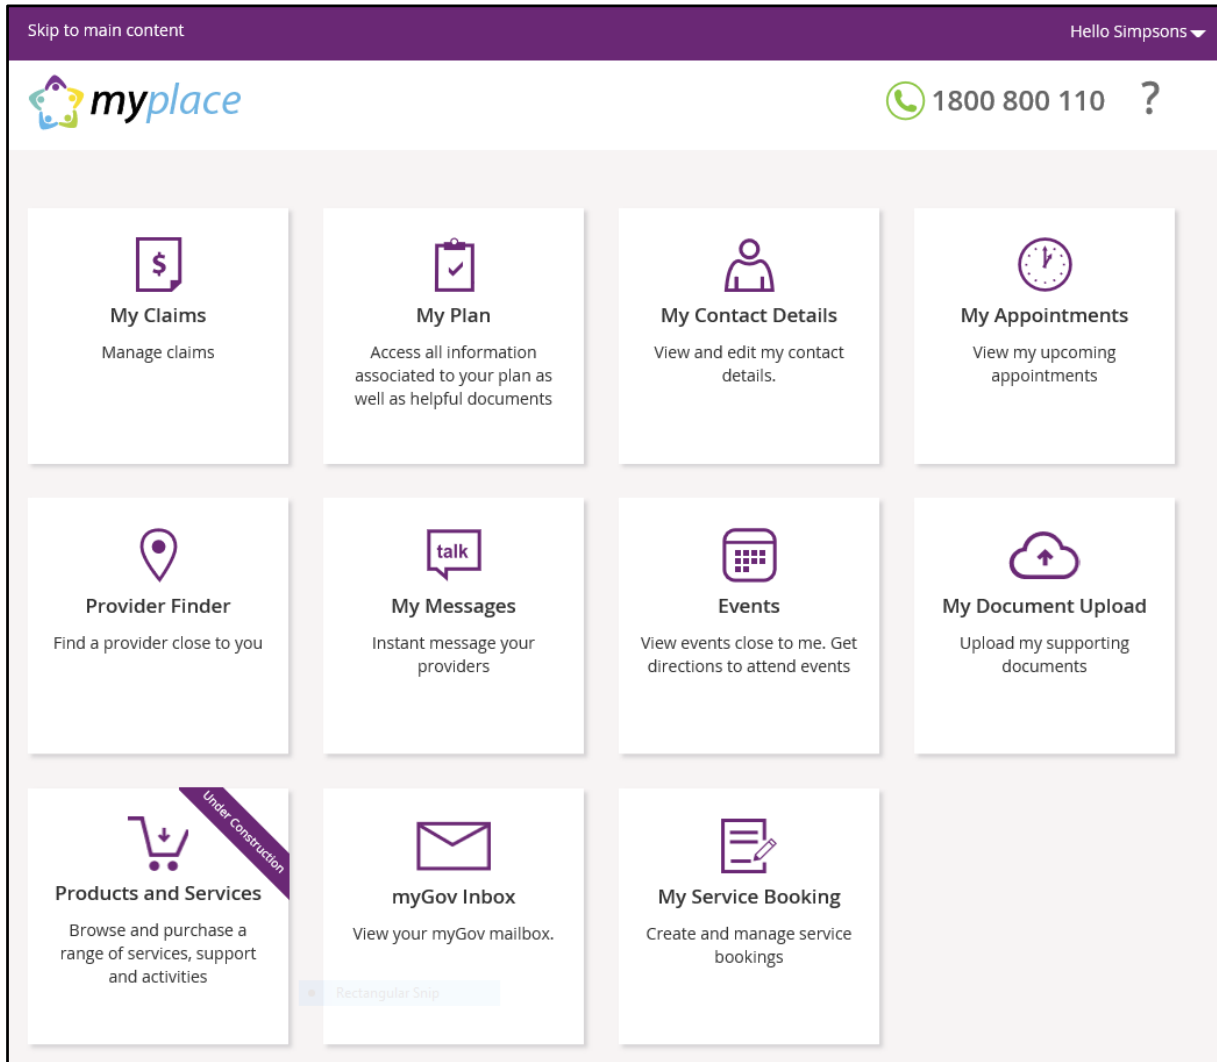 Skip to main content
Hello Simpsons
myplace
1800 800 110 ?
$
My Claims
Manage claims
My Plan
Access all information
associated to your plan as
well as helpful documents
My Contact Details
View and edit my contact
details.
My Appointments
View my upcoming
appointments
Provider Finder
Find a provider close to you
talk
My Messages
Instant message your
providers
Events
View events close to me. Get
directions to attend events
My Document Upload
Upload my supporting
documents
Under Construction
Products and Services
Browse and purchase a
range of services, support
and activities
myGov Inbox
View your myGov mailbox.
Rectangular Snip
My Service Booking
Create and manage service
bookings